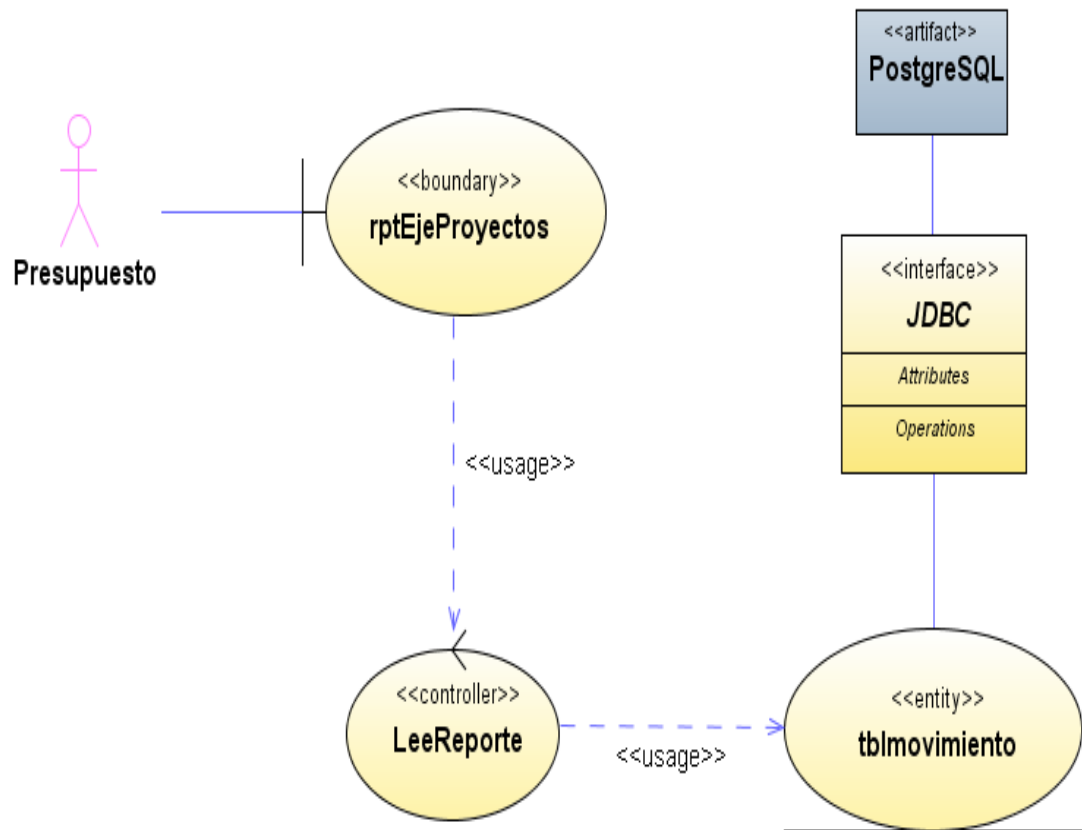 <<artifact>>
PostgreSQL
<<boundary>>
rptEjeProyectos
Presupuesto
<<interface>>
JDBC
Attributes
Operations
<<usage>>
<<controller>>
LeeReporte
<<usage>>
<<entity>>
tblmovimiento